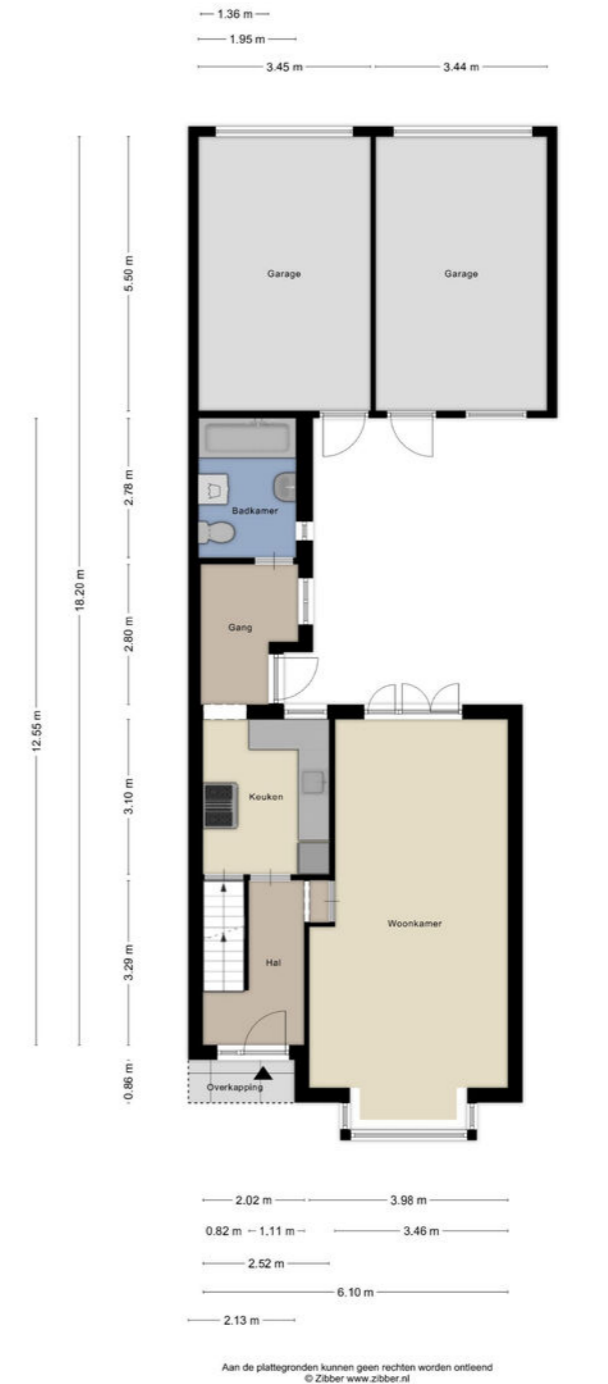 1.36 m
1.95 m
3.45 m 3.44 m
5.50 m
18.20 m
12.55 m
2.78 m
2.80 m
3.10 m
3.29 m
0.86 m
Garage Garage
Badkamer
Gang
Keuken
Woonkamer
Hal
Overkapping
2.02 m 3.98 m
0.82 m 1.11 m 3.46 m
2.52 m
6.10 m
2.13 m
Aan de plattegronden kunnen geen rechten worden ontleend
© Zibber www.zibber.nl